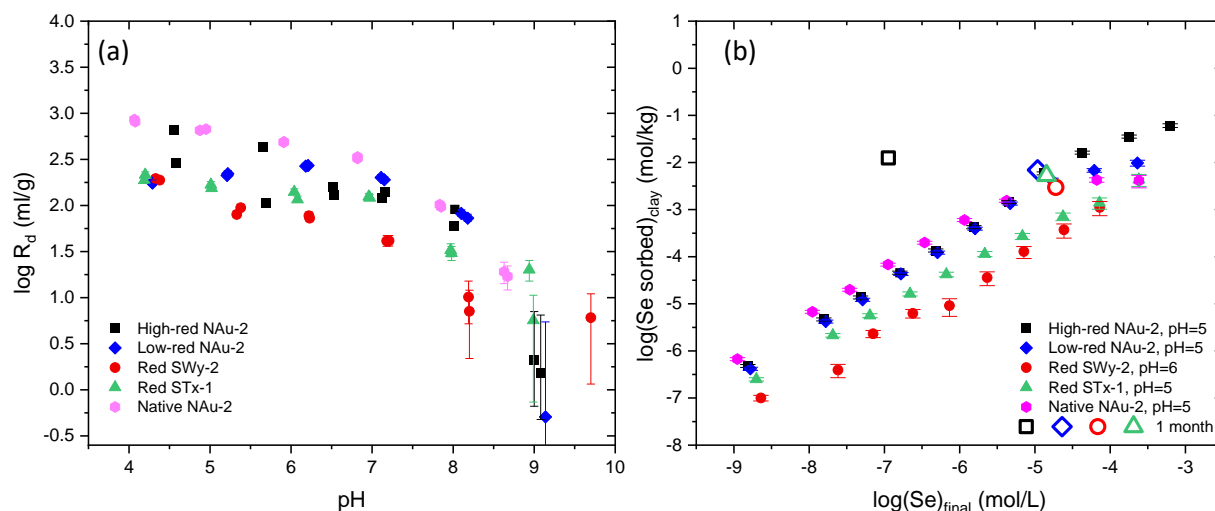 (a)
log R_d (ml/g)
4.0
3.5
3.0
2.5
2.0
1.5
1.0
0.5
0.0
-0.5
4 5 6 7 8 9 10
pH
High-red NAu-2
Low-red NAu-2
Red SWy-2
Red STx-1
Native NAu-2
(b)
log(Se sorbed)_clay (mol/kg)
1
0
-1
-2
-3
-4
-5
-6
-7
-8
-9 -8 -7 -6 -5 -4 -3
log(Se)_final (mol/L)
High-red NAu-2, pH=5
Low-red NAu-2, pH=5
Red SWy-2, pH=6
Red STx-1, pH=5
Native NAu-2, pH=5
1 month